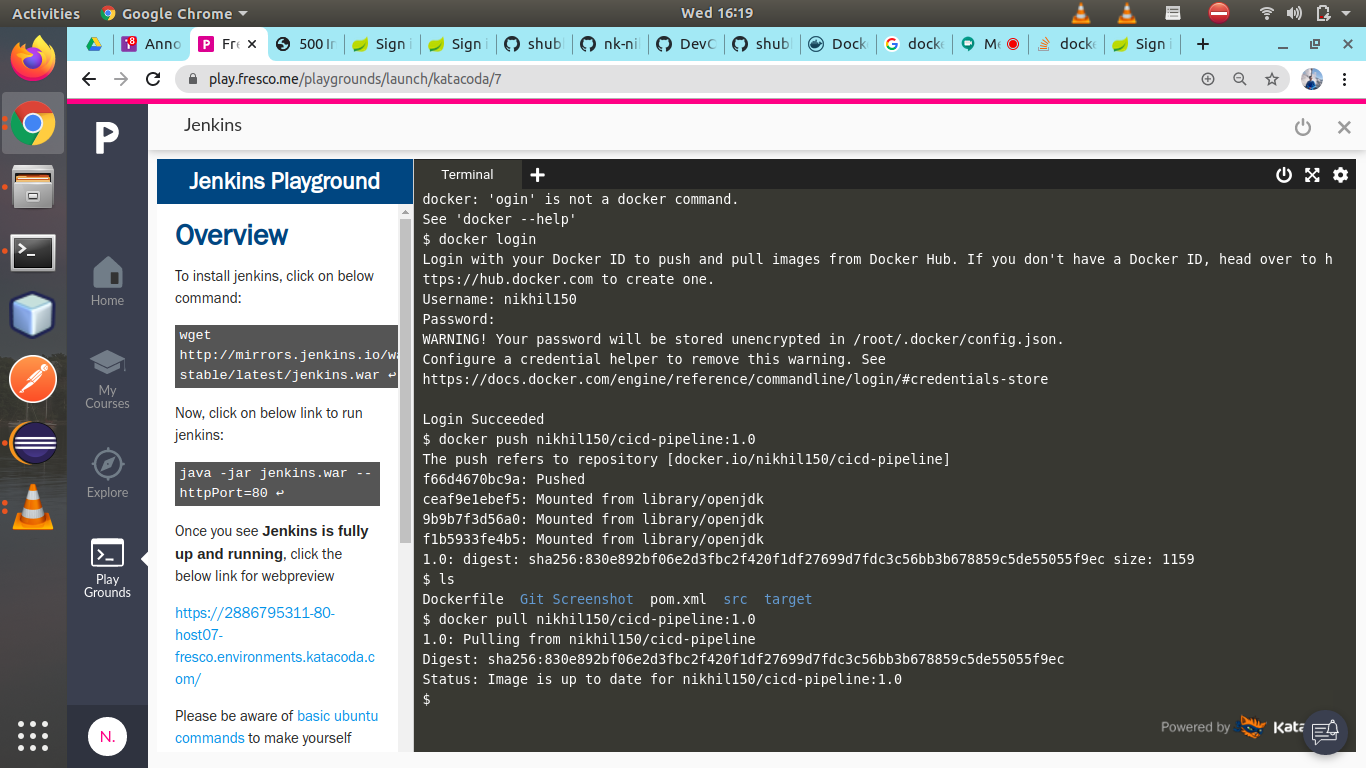 Activities
Google Chrome
Wed 16:19
Anno
Fre
500 In
Sign i
Sign i
shubl
nk-nil
DevC
shubl
Dock
docke
Me
docke
Sign i
play.fresco.me/playgrounds/launch/katacoda/7
Jenkins
Home
My
Courses
Explore
Play
Grounds
N.
Jenkins Playground
Overview
To install jenkins, click on below
command:
wget
http://mirrors.jenkins.io/wa
stable/latest/jenkins.war ↩
Now, click on below link to run
jenkins:
java -jar jenkins.war --
httpPort=80 ↩
Once you see Jenkins is fully
up and running, click the
below link for webpreview
https://2886795311-80-
host07-
fresco.environments.katacoda.c
om/
Please be aware of basic ubuntu
commands to make yourself
Terminal
docker: 'ogin' is not a docker command.
See 'docker --help'
$ docker login
Login with your Docker ID to push and pull images from Docker Hub. If you don't have a Docker ID, head over to h
ttps://hub.docker.com to create one.
Username: nikhil150
Password:
WARNING! Your password will be stored unencrypted in /root/.docker/config.json.
Configure a credential helper to remove this warning. See
https://docs.docker.com/engine/reference/commandline/login/#credentials-store
Login Succeeded
$ docker push nikhil150/cicd-pipeline:1.0
The push refers to repository [docker.io/nikhil150/cicd-pipeline]
f66d4670bc9a: Pushed
ceaf9e1ebef5: Mounted from library/openjdk
9b9b7f3d56a0: Mounted from library/openjdk
f1b5933fe4b5: Mounted from library/openjdk
1.0: digest: sha256:830e892bf06e2d3fbc2f420f1df27699d7fdc3c56bb3b678859c5de55055f9ec size: 1159
$ ls
Dockerfile  Git Screenshot  pom.xml  src  target
$ docker pull nikhil150/cicd-pipeline:1.0
1.0: Pulling from nikhil150/cicd-pipeline
Digest: sha256:830e892bf06e2d3fbc2f420f1df27699d7fdc3c56bb3b678859c5de55055f9ec
Status: Image is up to date for nikhil150/cicd-pipeline:1.0
$
Powered by Kata